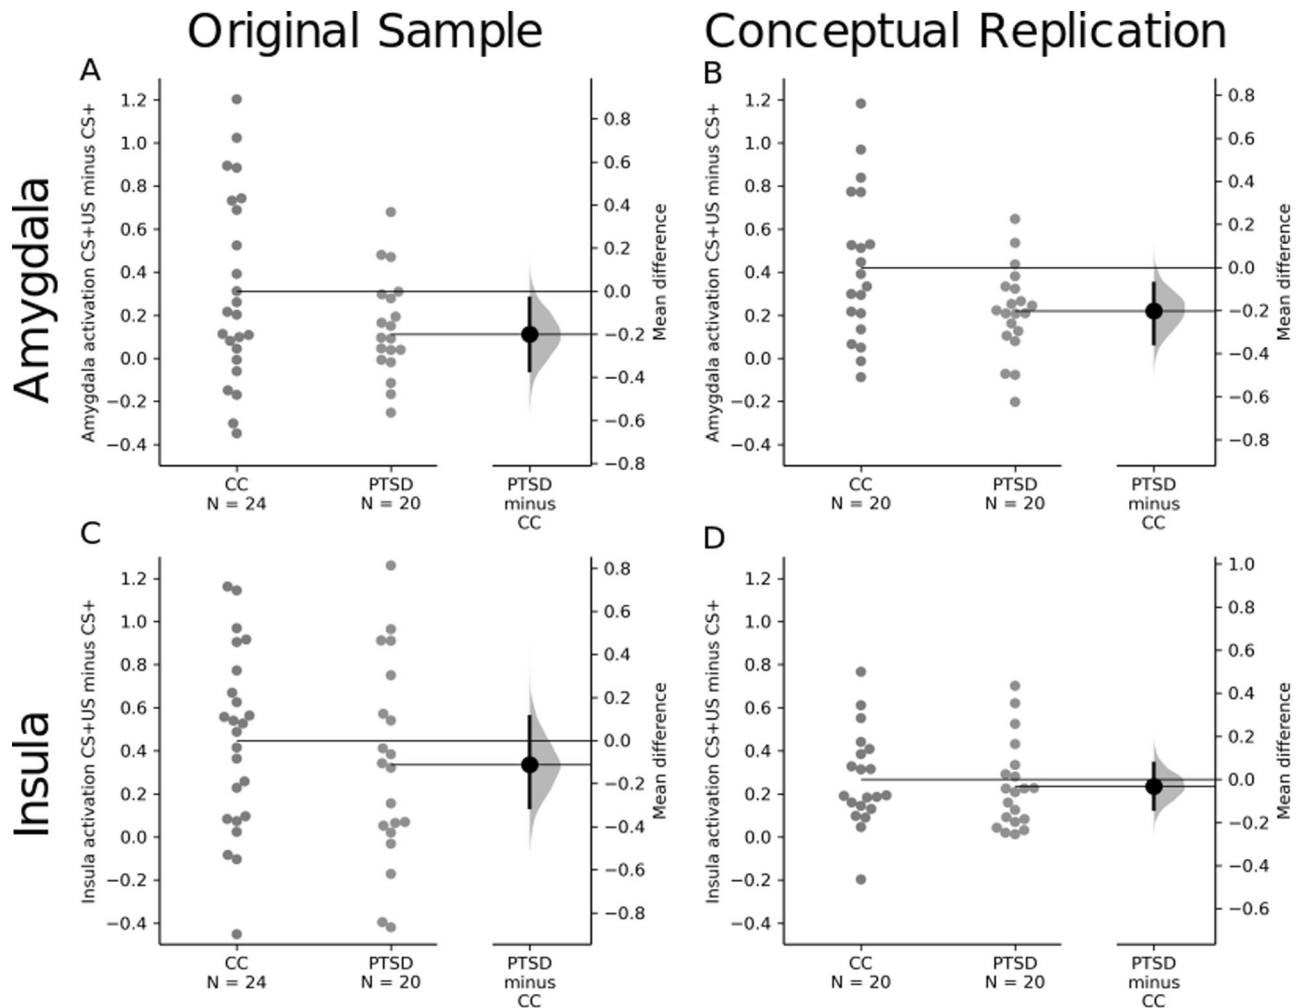 Original Sample
Conceptual Replication
Amygdala
A
Amygdala activation CS+US minus CS+
1.2
1.0
0.8
0.6
0.4
0.2
0.0
−0.2
−0.4
0.8
0.6
0.4
0.2
0.0
−0.2
−0.4
−0.6
−0.8
Mean difference
CC
N = 24
PTSD
N = 20
PTSD
minus
CC
B
Amygdala activation CS+US minus CS+
1.2
1.0
0.8
0.6
0.4
0.2
0.0
−0.2
−0.4
0.8
0.6
0.4
0.2
0.0
−0.2
−0.4
−0.6
−0.8
Mean difference
CC
N = 20
PTSD
N = 20
PTSD
minus
CC
Insula
C
Insula activation CS+US minus CS+
1.2
1.0
0.8
0.6
0.4
0.2
0.0
−0.2
−0.4
0.8
0.6
0.4
0.2
0.0
−0.2
−0.4
−0.6
−0.8
Mean difference
CC
N = 24
PTSD
N = 20
PTSD
minus
CC
D
Insula activation CS+US minus CS+
1.2
1.0
0.8
0.6
0.4
0.2
0.0
−0.2
−0.4
1.0
0.8
0.6
0.4
0.2
0.0
−0.2
−0.4
−0.6
Mean difference
CC
N = 20
PTSD
N = 20
PTSD
minus
CC